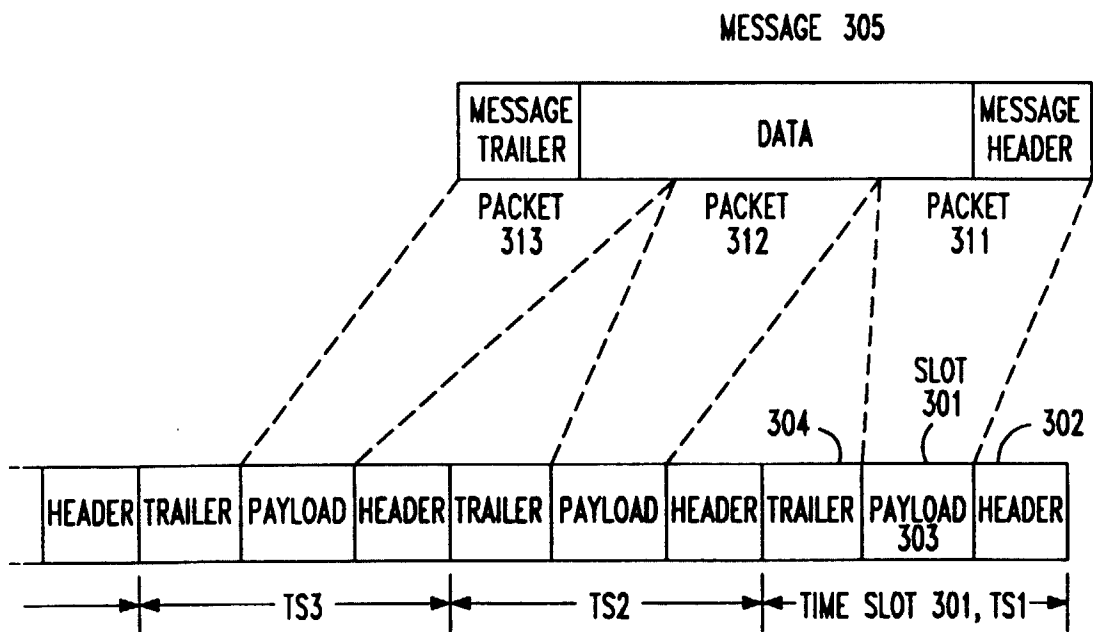 MESSAGE 305
MESSAGE TRAILER
DATA
MESSAGE HEADER
PACKET 313
PACKET 312
PACKET 311
SLOT 301
304
302
HEADER
TRAILER
PAYLOAD
HEADER
TRAILER
PAYLOAD
HEADER
TRAILER
PAYLOAD 303
HEADER
TS3
TS2
TIME SLOT 301, TS1